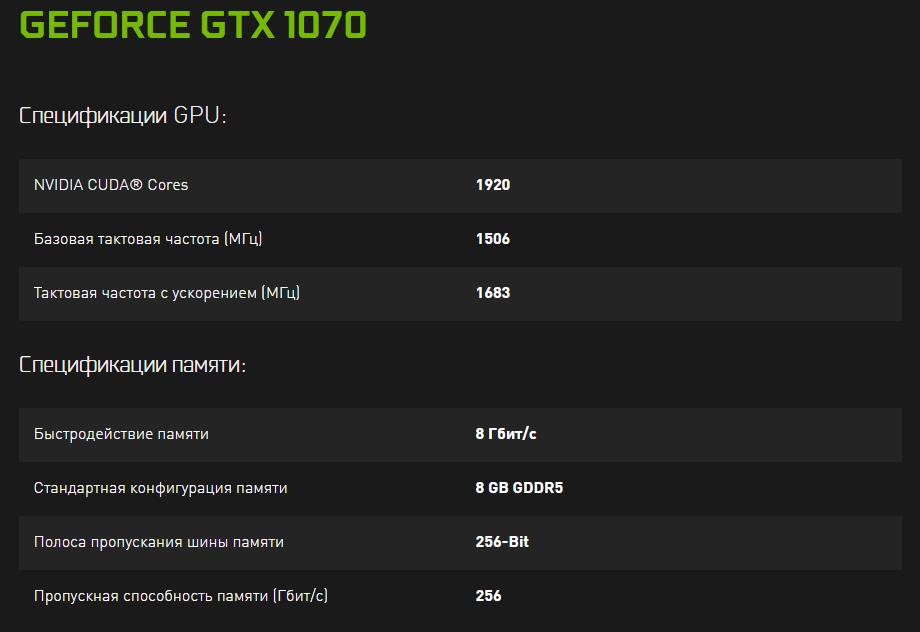 GEFORCE GTX 1070
Спецификации GPU:
NVIDIA CUDA® Cores 1920
Базовая тактовая частота (МГц) 1506
Тактовая частота с ускорением (МГц) 1683
Спецификации памяти:
Быстродействие памяти 8 Гбит/с
Стандартная конфигурация памяти 8 GB GDDR5
Полоса пропускания шины памяти 256-Bit
Пропускная способность памяти (Гбит/с) 256